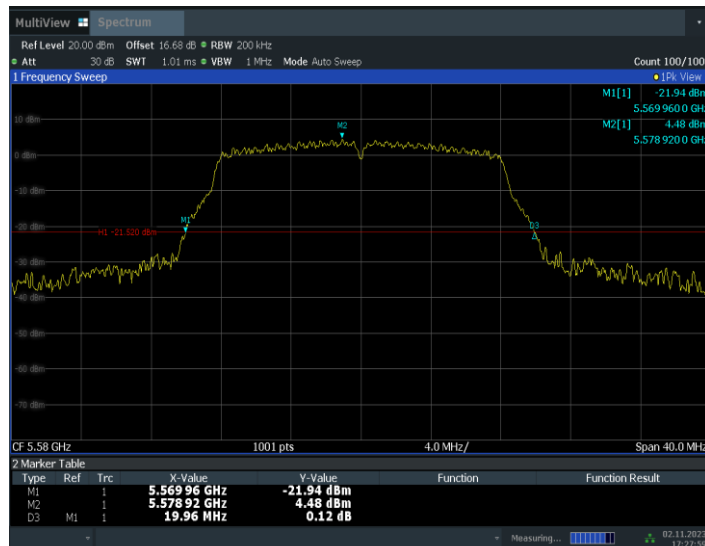 MultiView Spectrum
Ref Level 20.00 dBm Offset 16.68 dB RBW 200 kHz
Att 30 dB SWT 1.01 ms VBW 1 MHz Mode Auto Sweep Count 100/100
1 Frequency Sweep 1Pk View
M1[1] -21.94 dBm
5.569 960 0 GH
M2[1] 4.48 dBm
5.578 920 0 GH
10 dBm
M2
0 dBm
-10 dBm
M1
-20 dBm
H1 -21.520 dBm
D3
-30 dBm
-40 dBm
-50 dBm
-60 dBm
-70 dBm
CF 5.58 GHz 1001 pts 4.0 MHz/ Span 40.0 MHz
2 Marker Table
Type Ref Trc X-Value Y-Value Function Function Result
M1 1 5.569 96 GHz -21.94 dBm
M2 1 5.578 92 GHz 4.48 dBm
D3 M1 1 19.96 MHz 0.12 dB
Measuring... 02.11.2023